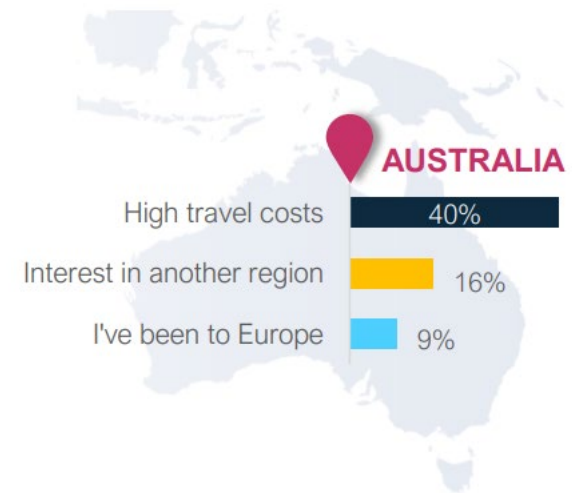 AUSTRALIA
High travel costs 40%
Interest in another region 16%
I've been to Europe 9%